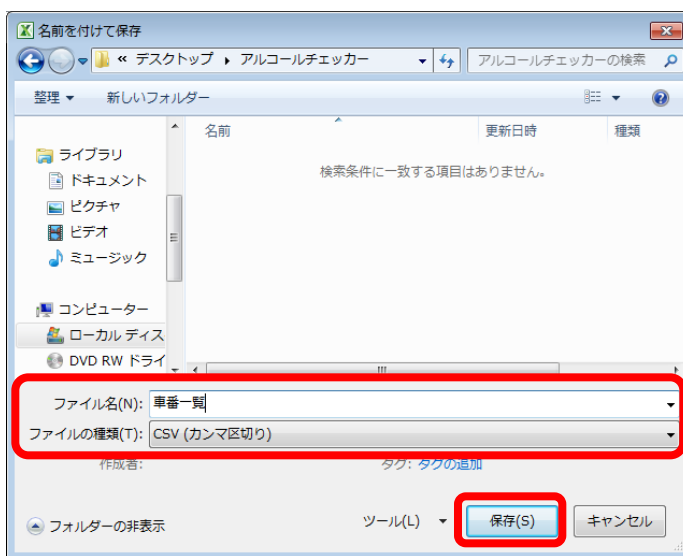 名前を付けて保存
« デスクトップ ▸ アルコールチェッカー アルコールチェッカーの検索
整理 ▼ 新しいフォルダー
名前 更新日時 種類
検索条件に一致する項目はありません。
ライブラリ
ドキュメント
ピクチャ
ビデオ
ミュージック
コンピューター
ローカル ディス
DVD RW ドライ
ファイル名(N): 車番一覧
ファイルの種類(T): CSV (カンマ区切り)
作成者: タグ: タグの追加
フォルダーの非表示 ツール(L) ▼ 保存(S) キャンセル